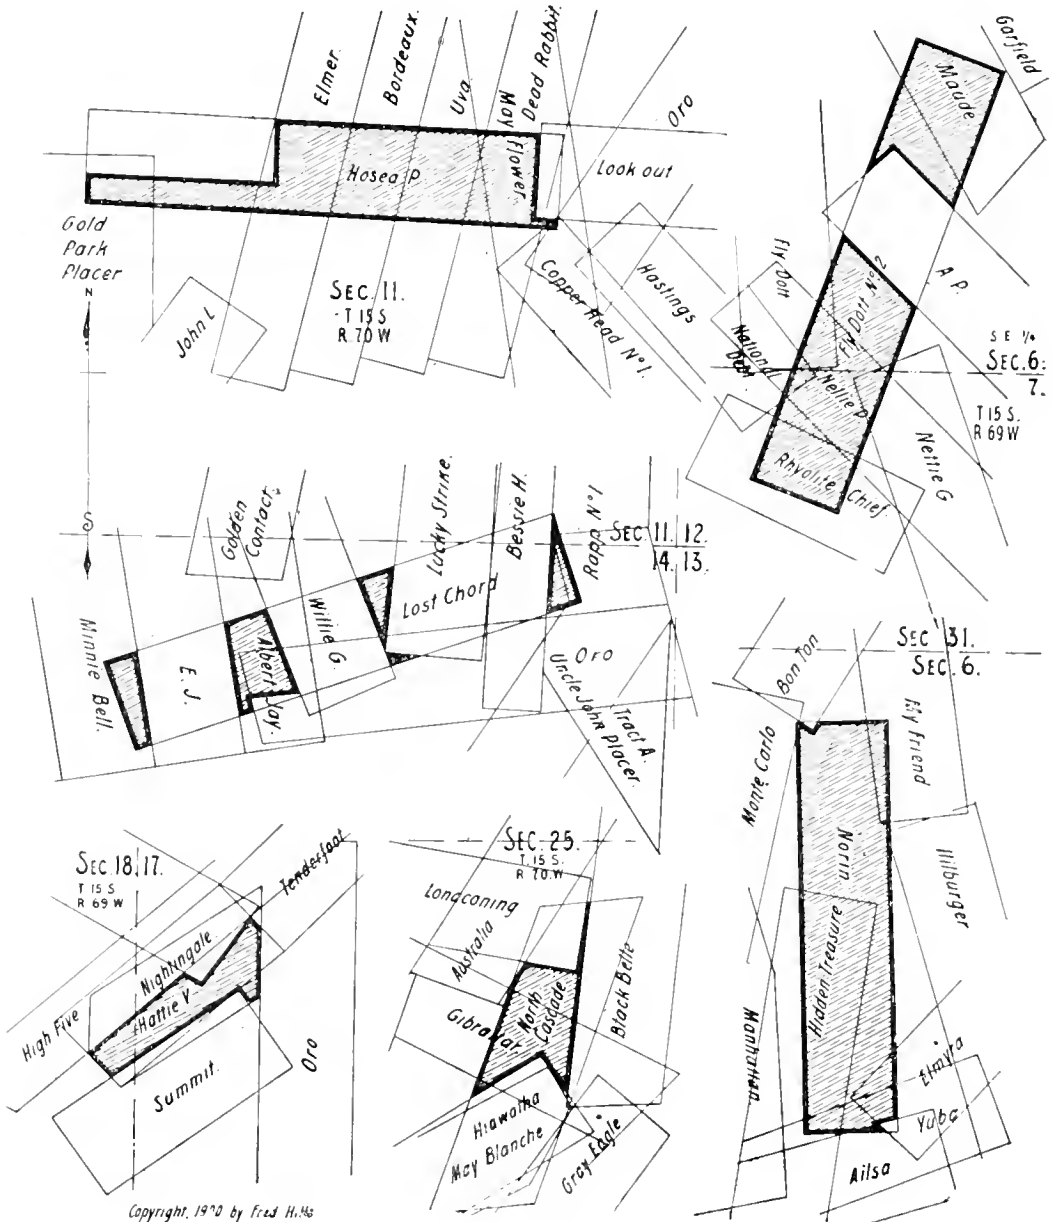 Elmer.
Bordeaux.
Uva
May Flower
Dead Rabbit.
Oro
Look out
Hosea P
Gold
Park
Placer
N
John L
SEC. 11.
T 15 S
R 70 W
Copper Head Nº 1.
Hastings
Garfield
Maude
Fly Dott
Fly Dott Nº 2
A P.
National
Debt
Nellie P
Rhyolite Chief
Nettie G
S E ¼
SEC. 6.
7.
T 15 S.
R 69 W
S
Golden
Contact.
Lucky Strike.
Bessie H.
Rapp Nº 1
SEC. 11. 12.
14. 13.
Minnie Bell.
E. J.
Albert Jay.
Willie G
Lost Chord
Oro
Tract A.
Uncle John Placer.
SEC 31.
SEC. 6.
Bon Ton
Monte Carlo
My Friend
Norin
Hilburger
Hidden Treasure
Manhattan
Elmyra
Yuba
Ailsa
SEC. 18. 17.
T 15 S
R 69 W
Tenderfoot
Nightingale
Hattie V
High Five
Summit.
Oro
SEC. 25.
T. 15 S.
R 70. W
Londconing
Australia
Gibraltar
North
Cascade
Black Belle
Hiawatha
May Blanche
Gray Eagle
Copyright, 1900 by Fred Hills